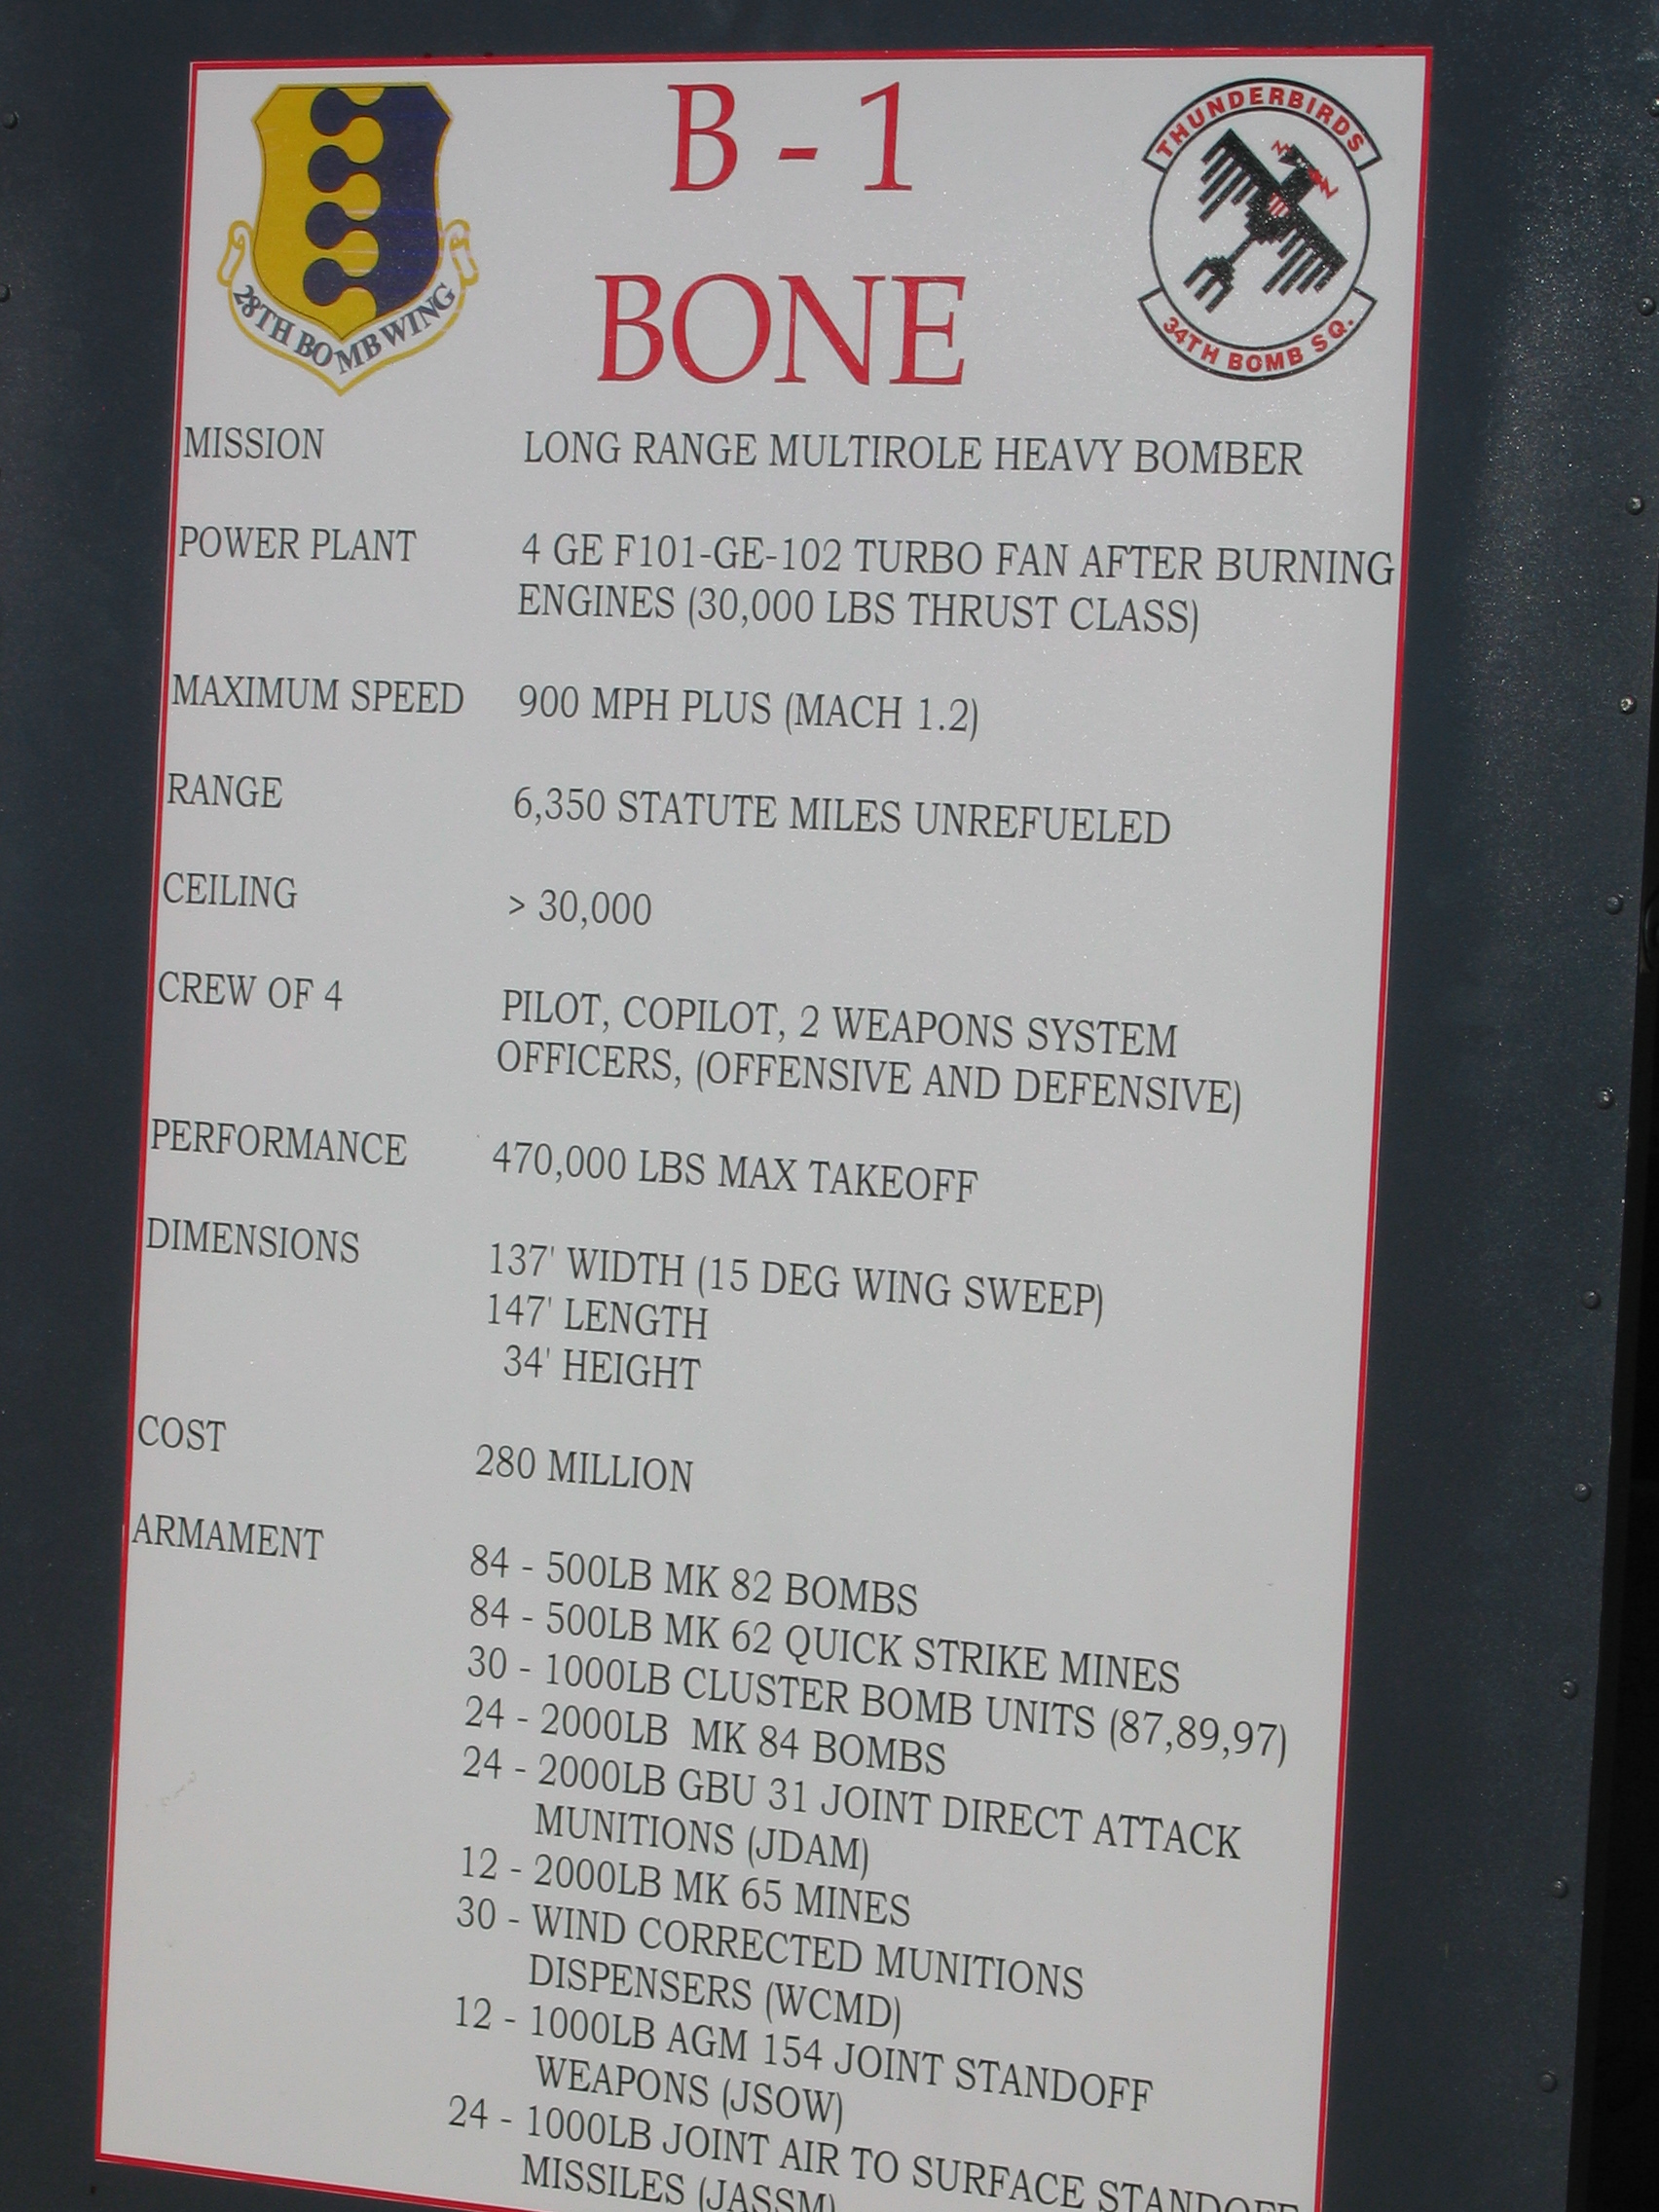 28TH BOMB WING
B - 1
BONE
THUNDERBIRDS
34TH BOMB SQ.
MISSION LONG RANGE MULTIROLE HEAVY BOMBER
POWER PLANT 4 GE F101-GE-102 TURBO FAN AFTER BURNING
ENGINES (30,000 LBS THRUST CLASS)
MAXIMUM SPEED 900 MPH PLUS (MACH 1.2)
RANGE 6,350 STATUTE MILES UNREFUELED
CEILING > 30,000
CREW OF 4 PILOT, COPILOT, 2 WEAPONS SYSTEM
OFFICERS, (OFFENSIVE AND DEFENSIVE)
PERFORMANCE 470,000 LBS MAX TAKEOFF
DIMENSIONS 137' WIDTH (15 DEG WING SWEEP)
147' LENGTH
34' HEIGHT
COST 280 MILLION
ARMAMENT 84 - 500LB MK 82 BOMBS
84 - 500LB MK 62 QUICK STRIKE MINES
30 - 1000LB CLUSTER BOMB UNITS (87,89,97)
24 - 2000LB MK 84 BOMBS
24 - 2000LB GBU 31 JOINT DIRECT ATTACK
MUNITIONS (JDAM)
12 - 2000LB MK 65 MINES
30 - WIND CORRECTED MUNITIONS
DISPENSERS (WCMD)
12 - 1000LB AGM 154 JOINT STANDOFF
WEAPONS (JSOW)
24 - 1000LB JOINT AIR TO SURFACE STANDOFF
MISSILES (JASSM)